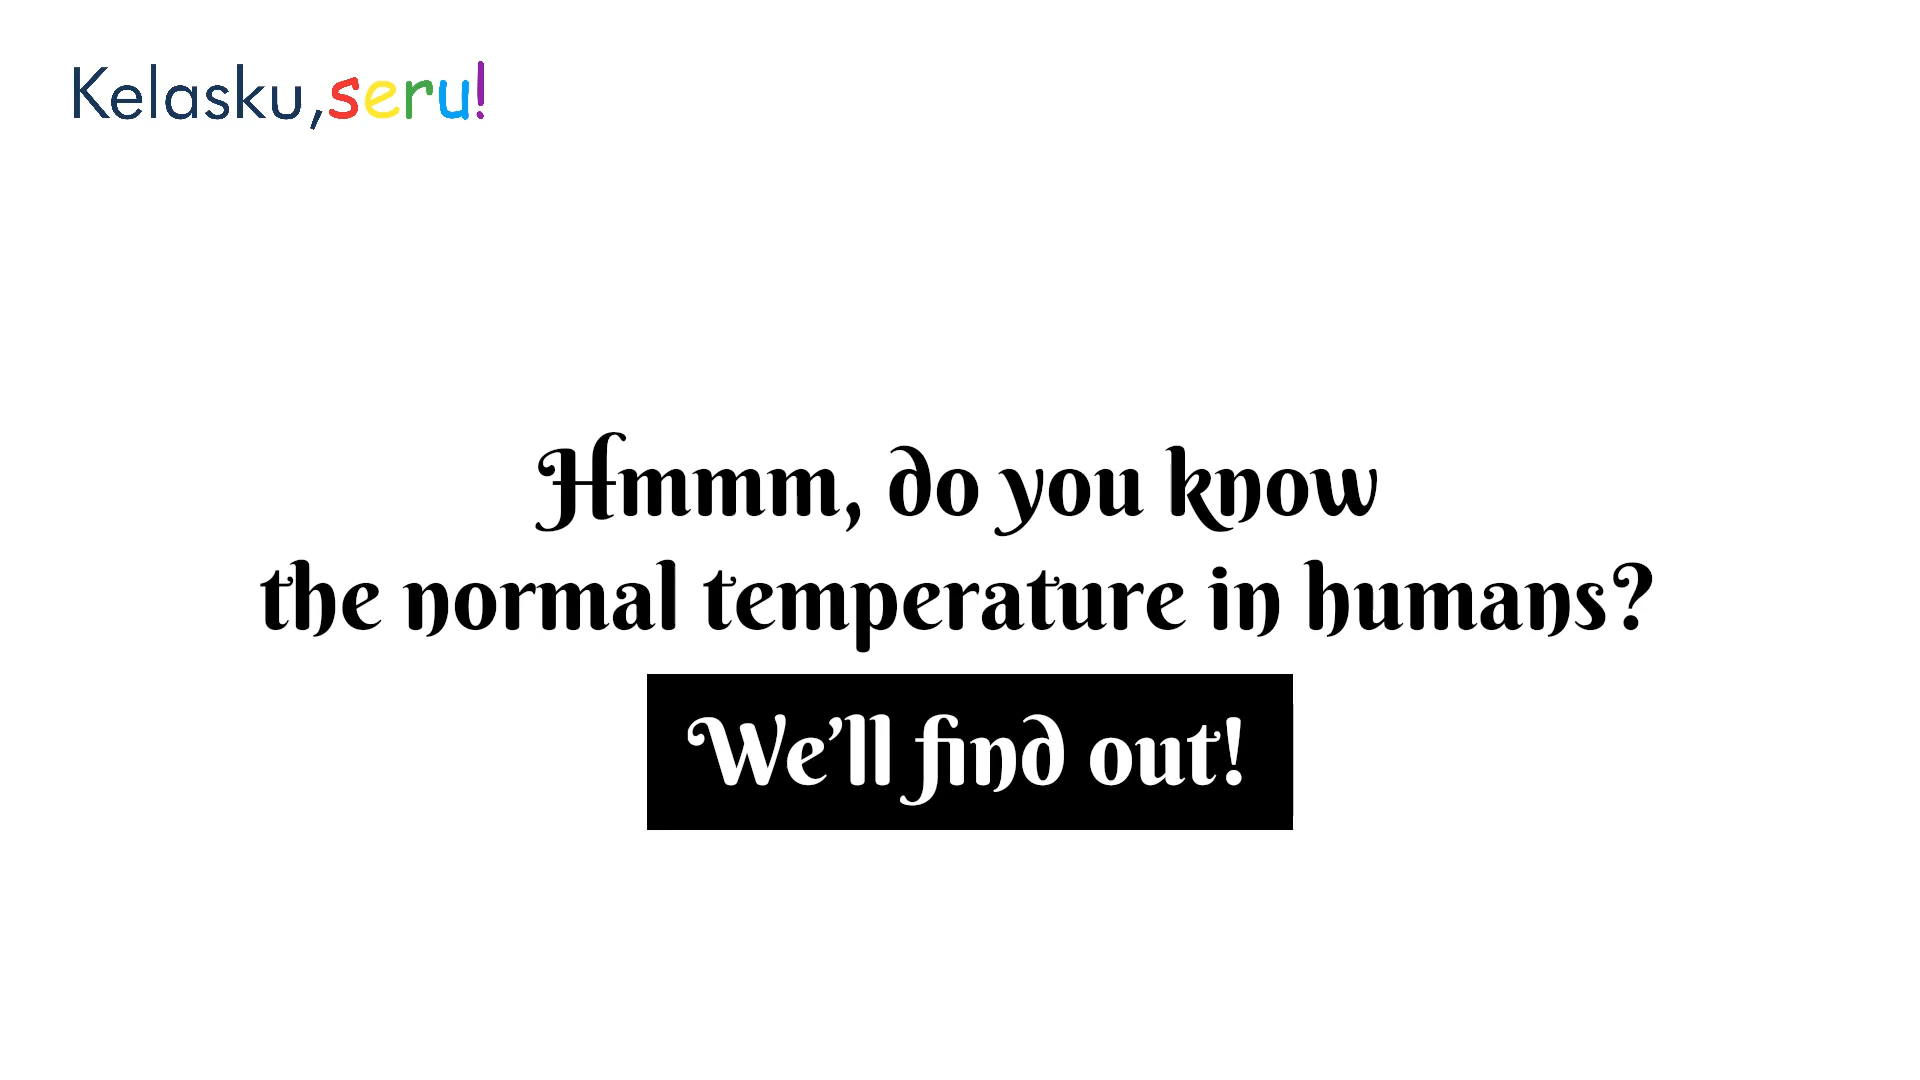 Kelasku,seru!
Hmmm, do you know
the normal temperature in humans?
We’ll find out!